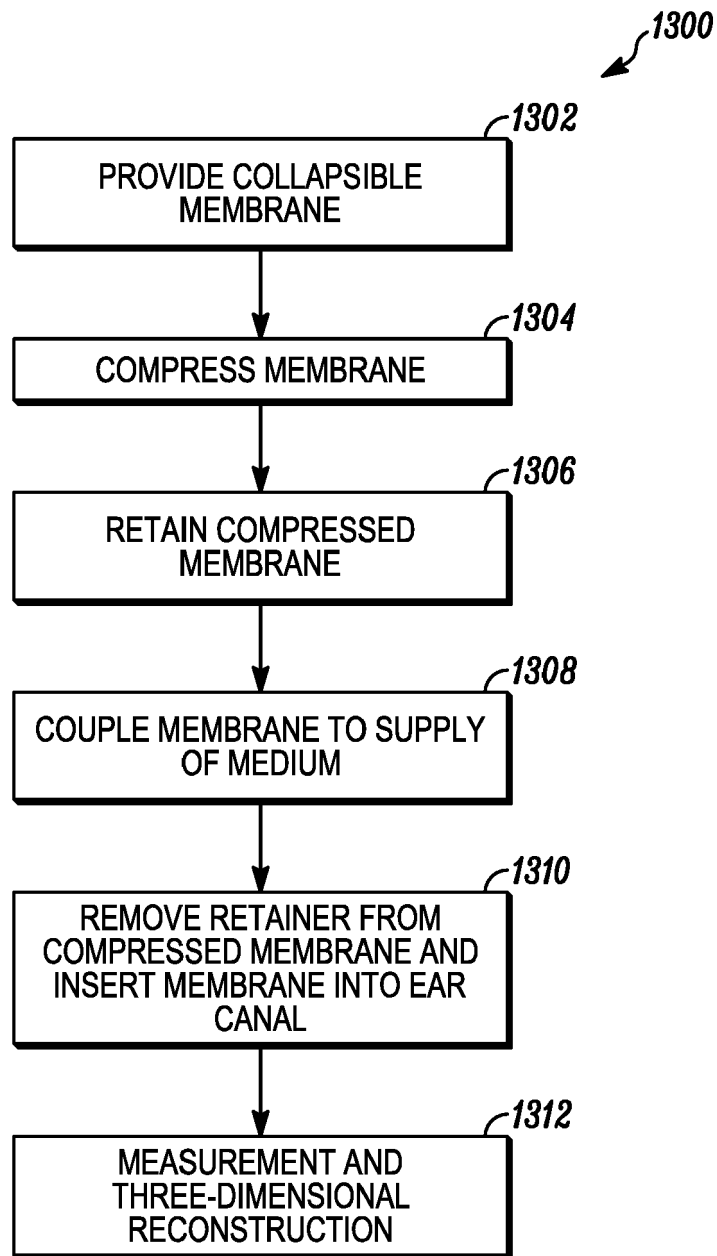 1300
1302
PROVIDE COLLAPSIBLE
MEMBRANE
1304
COMPRESS MEMBRANE
1306
RETAIN COMPRESSED
MEMBRANE
1308
COUPLE MEMBRANE TO SUPPLY
OF MEDIUM
1310
REMOVE RETAINER FROM
COMPRESSED MEMBRANE AND
INSERT MEMBRANE INTO EAR
CANAL
1312
MEASUREMENT AND
THREE-DIMENSIONAL
RECONSTRUCTION